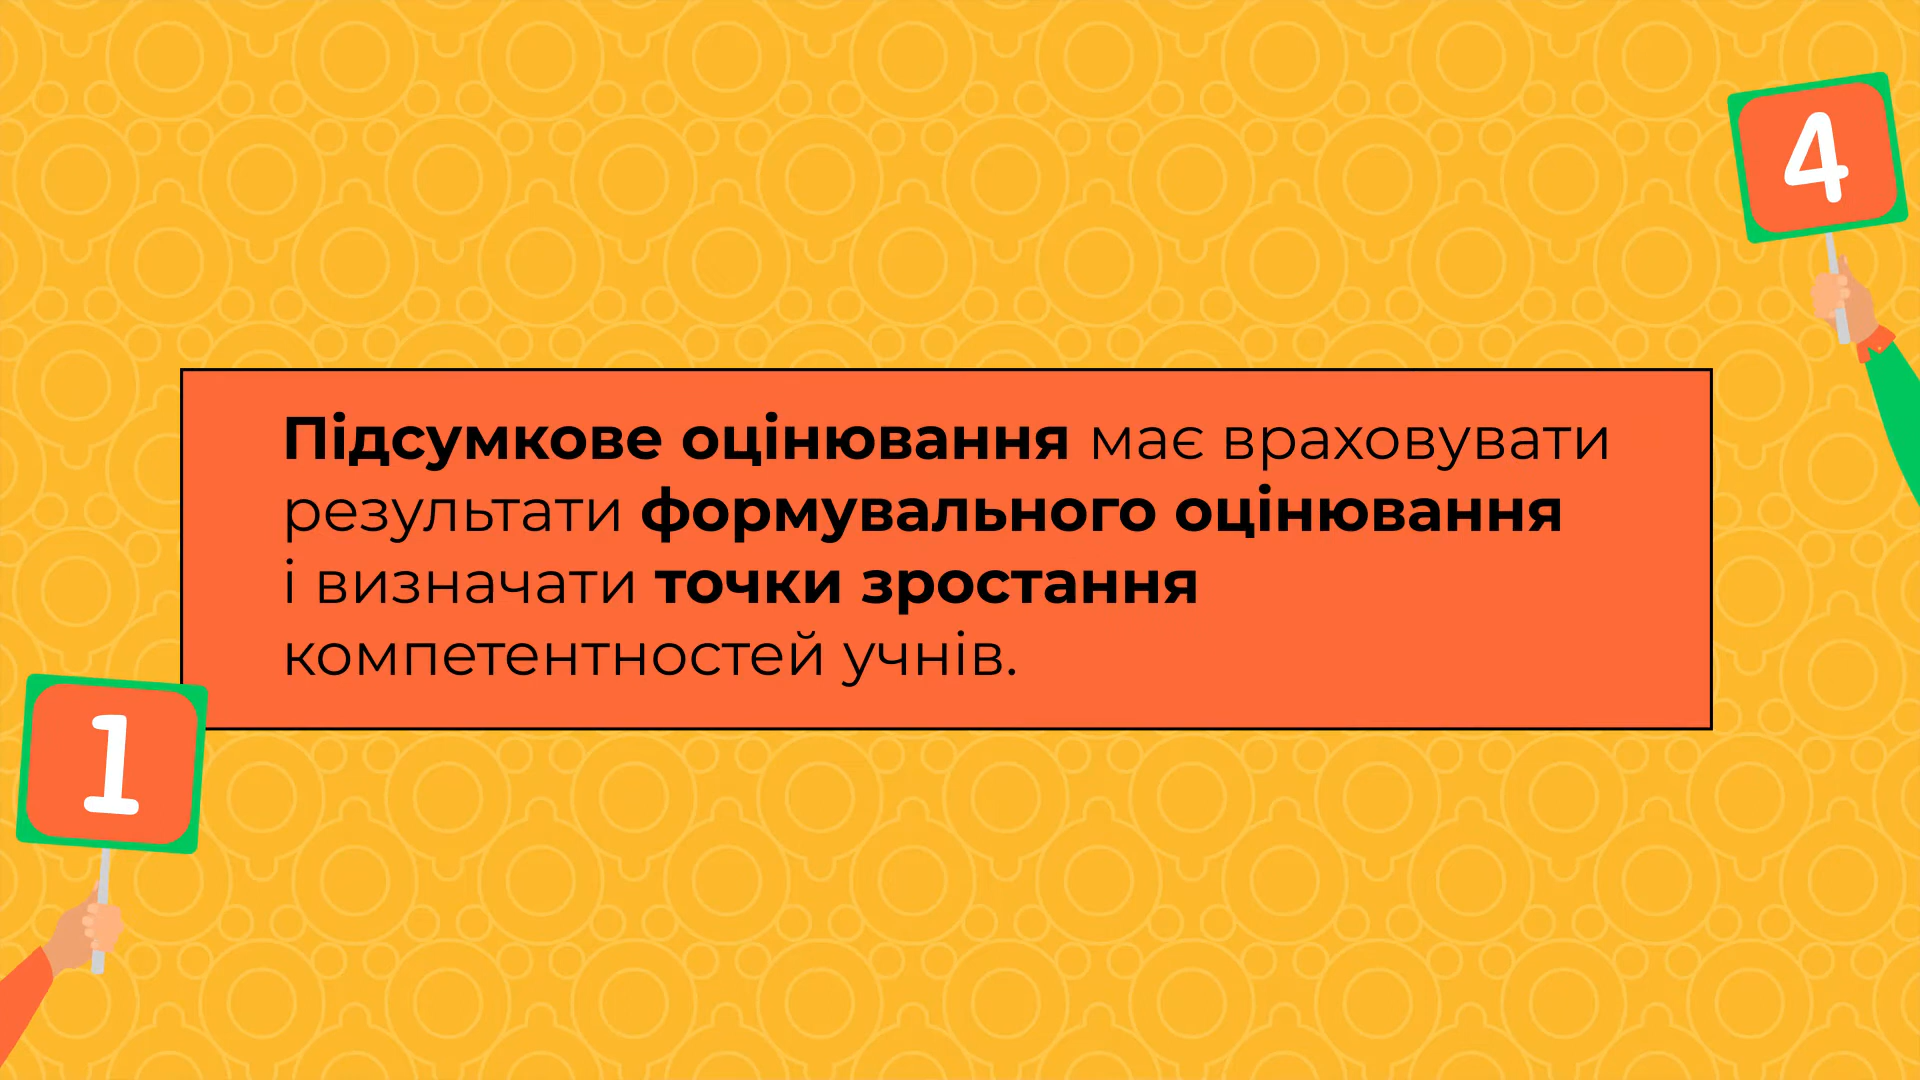 4
Підсумкове оцінювання має враховувати
результати формувального оцінювання
і визначати точки зростання
компетентностей учнів.
1